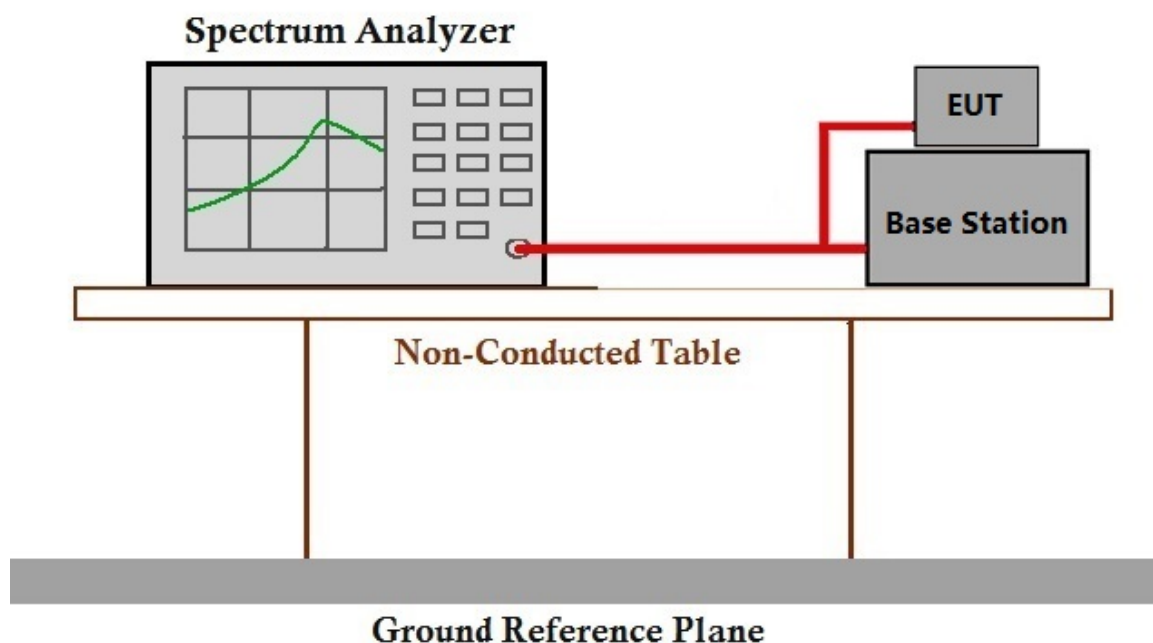 Spectrum Analyzer
EUT
Base Station
Non-Conducted Table
Ground Reference Plane